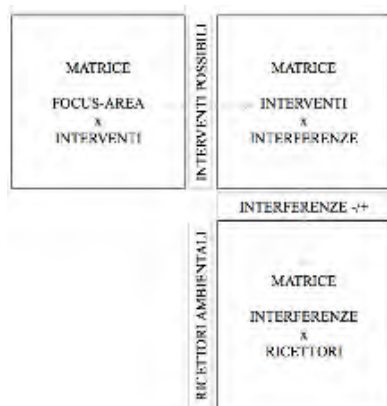 MATRICE
FOCUS-AREA
x
INTERVENTI
INTERVENTI POSSIBILI
MATRICE
INTERVENTI
x
INTERFERENZE
INTERFERENZE -/+
RICETTORI AMBIENTALI
MATRICE
INTERFERENZE
x
RICETTORI